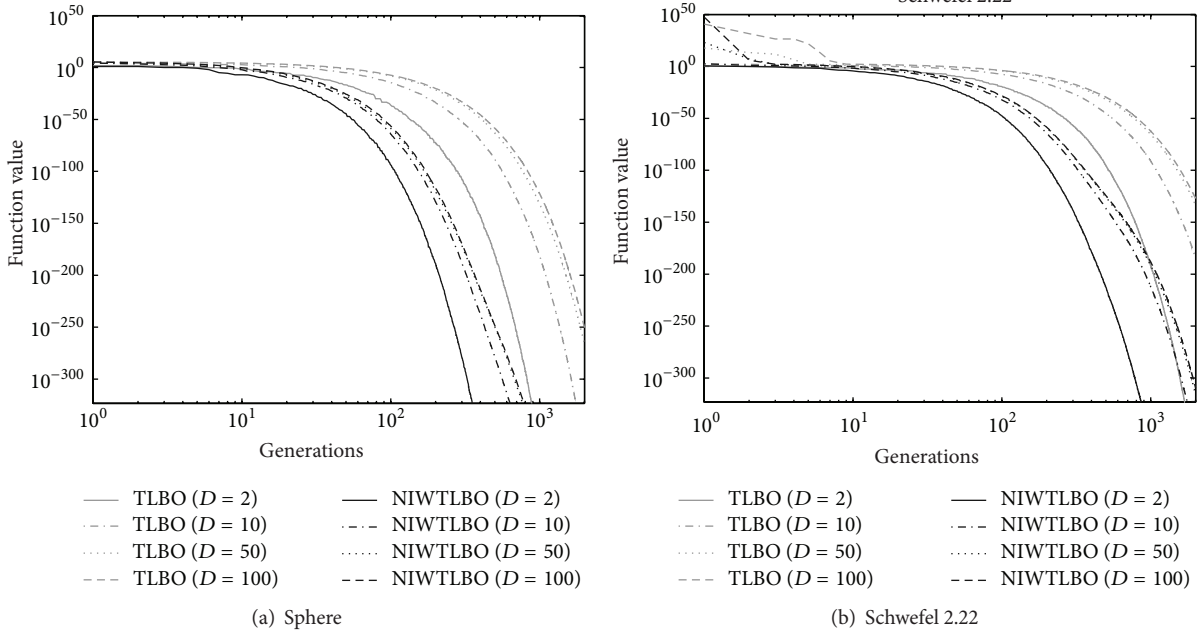 Schwefel 2.22
10^50
10^0
10^−50
10^−100
10^−150
10^−200
10^−250
10^−300
Function value
10^0
10^1
10^2
10^3
Generations
TLBO (D = 2)
TLBO (D = 10)
TLBO (D = 50)
TLBO (D = 100)
NIWTLBO (D = 2)
NIWTLBO (D = 10)
NIWTLBO (D = 50)
NIWTLBO (D = 100)
(a) Sphere
10^50
10^0
10^−50
10^−100
10^−150
10^−200
10^−250
10^−300
Function value
10^0
10^1
10^2
10^3
Generations
TLBO (D = 2)
TLBO (D = 10)
TLBO (D = 50)
TLBO (D = 100)
NIWTLBO (D = 2)
NIWTLBO (D = 10)
NIWTLBO (D = 50)
NIWTLBO (D = 100)
(b) Schwefel 2.22